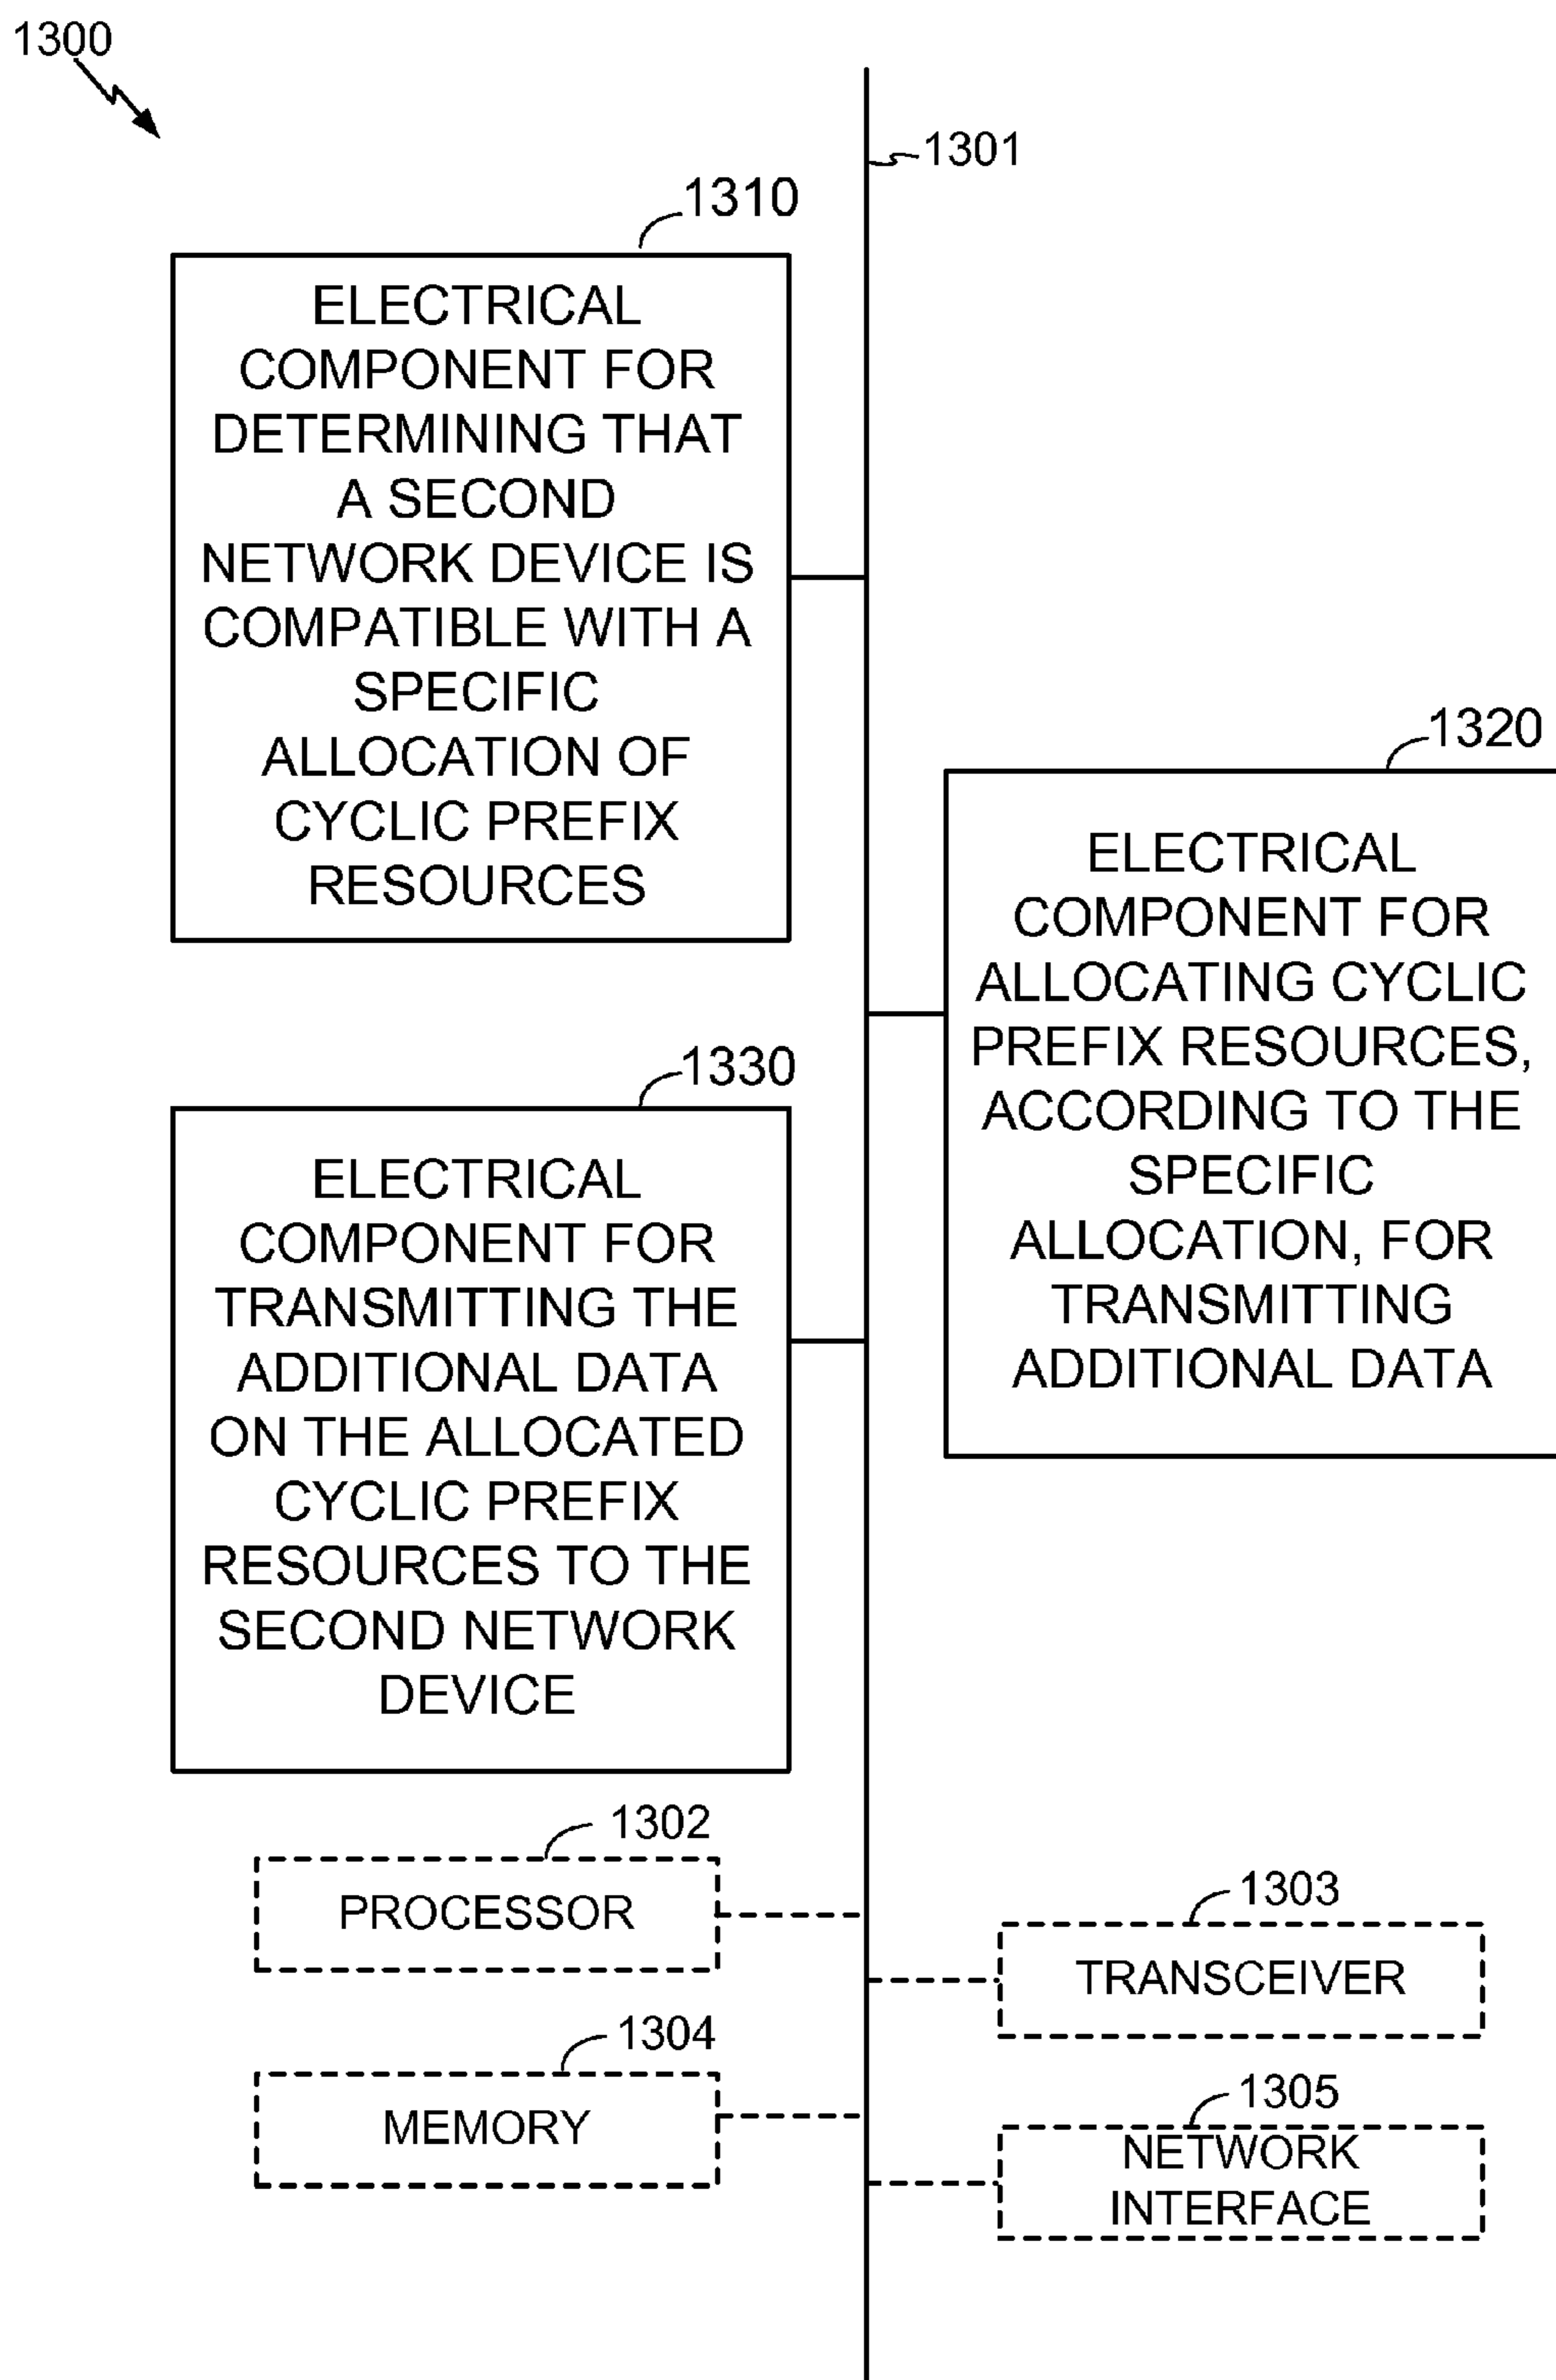 1300
1301
1310
ELECTRICAL
COMPONENT FOR
DETERMINING THAT
A SECOND
NETWORK DEVICE IS
COMPATIBLE WITH A
SPECIFIC
ALLOCATION OF
CYCLIC PREFIX
RESOURCES
1320
ELECTRICAL
COMPONENT FOR
ALLOCATING CYCLIC
PREFIX RESOURCES,
ACCORDING TO THE
SPECIFIC
ALLOCATION, FOR
TRANSMITTING
ADDITIONAL DATA
1330
ELECTRICAL
COMPONENT FOR
TRANSMITTING THE
ADDITIONAL DATA
ON THE ALLOCATED
CYCLIC PREFIX
RESOURCES TO THE
SECOND NETWORK
DEVICE
1302
PROCESSOR
1303
TRANSCEIVER
1304
MEMORY
1305
NETWORK
INTERFACE